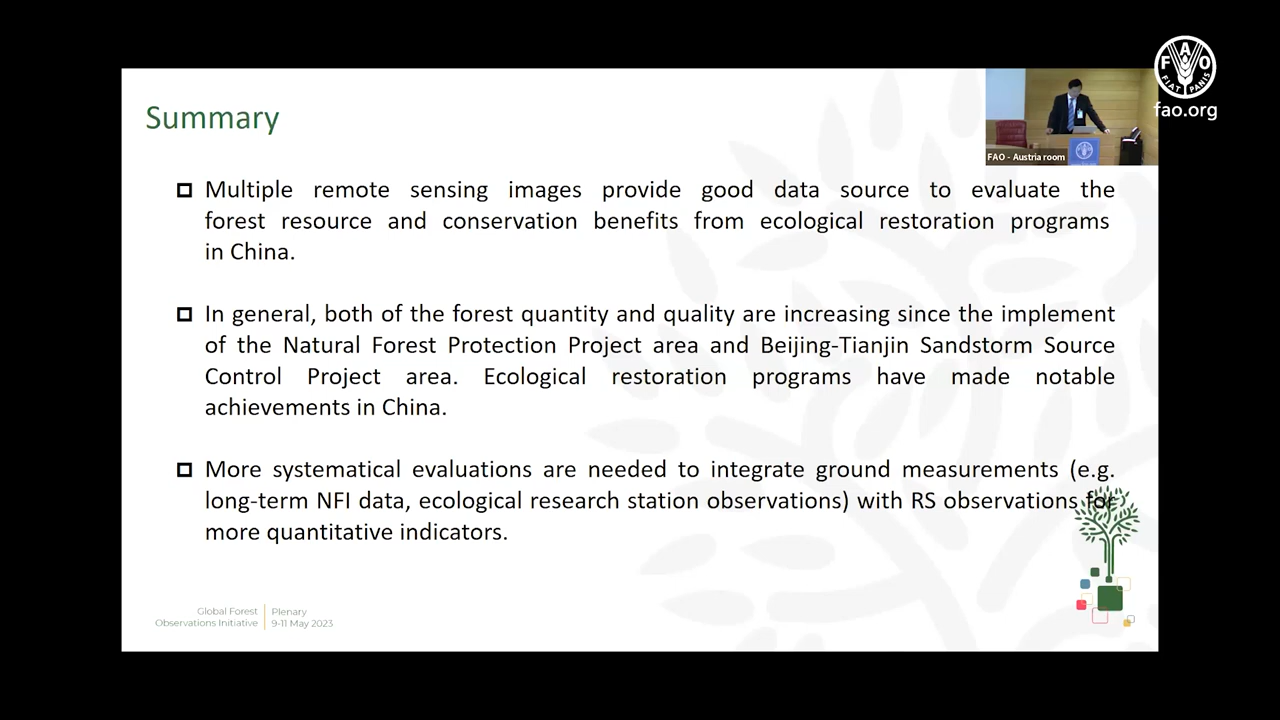 Summary
FAO
FIAT PANIS
fao.org
FAO - Austria room
Multiple remote sensing images provide good data source to evaluate the
forest resource and conservation benefits from ecological restoration programs
in China.
In general, both of the forest quantity and quality are increasing since the implement
of the Natural Forest Protection Project area and Beijing-Tianjin Sandstorm Source
Control Project area. Ecological restoration programs have made notable
achievements in China.
More systematical evaluations are needed to integrate ground measurements (e.g.
long-term NFI data, ecological research station observations) with RS observations for
more quantitative indicators.
Global Forest
Observations Initiative
Plenary
9-11 May 2023